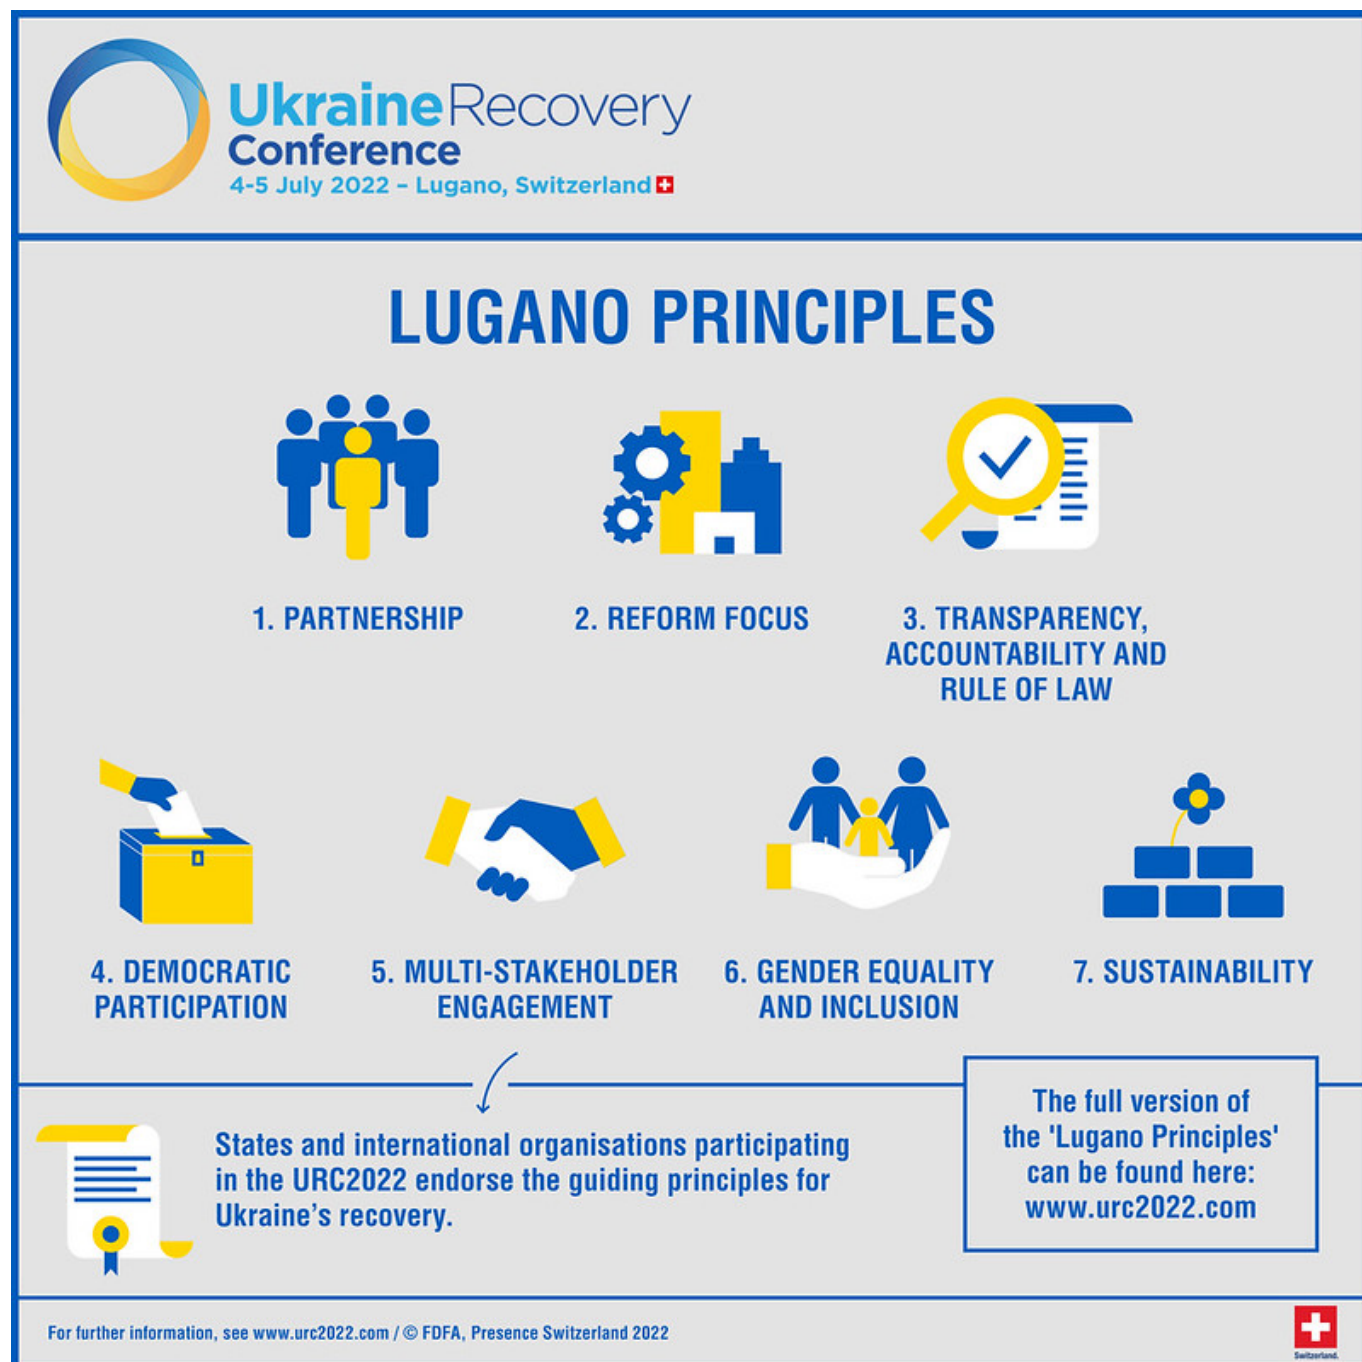 Ukraine Recovery
Conference
4-5 July 2022 – Lugano, Switzerland
LUGANO PRINCIPLES
1. PARTNERSHIP
2. REFORM FOCUS
3. TRANSPARENCY,
ACCOUNTABILITY AND
RULE OF LAW
4. DEMOCRATIC
PARTICIPATION
5. MULTI-STAKEHOLDER
ENGAGEMENT
6. GENDER EQUALITY
AND INCLUSION
7. SUSTAINABILITY
States and international organisations participating
in the URC2022 endorse the guiding principles for
Ukraine's recovery.
The full version of
the 'Lugano Principles'
can be found here:
www.urc2022.com
For further information, see www.urc2022.com / © FDFA, Presence Switzerland 2022
Switzerland.